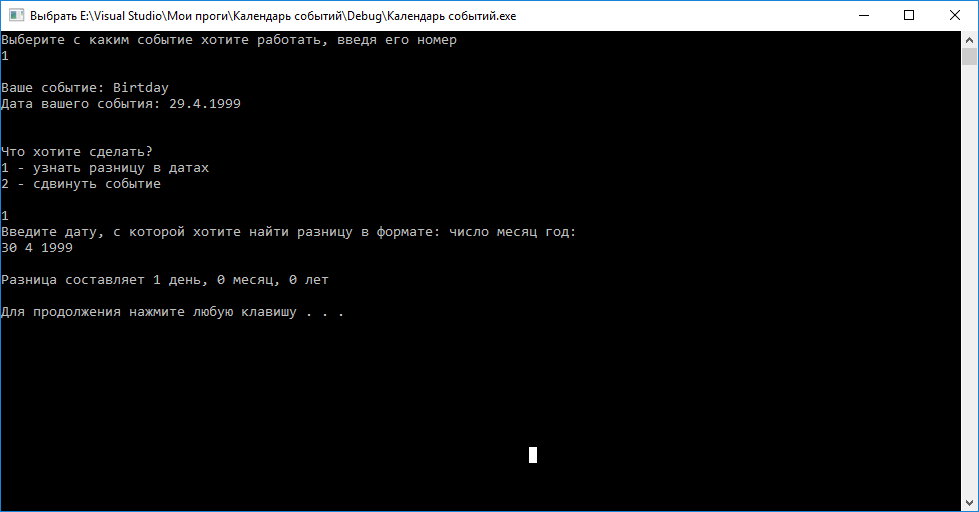 Выбрать E:\Visual Studio\Мои проги\Календарь событий\Debug\Календарь событий.exe
Выберите с каким событие хотите работать, введя его номер
1
Ваше событие: Birtday
Дата вашего события: 29.4.1999
Что хотите сделать?
1 - узнать разницу в датах
2 - сдвинуть событие
1
Введите дату, с которой хотите найти разницу в формате: число месяц год:
30 4 1999
Разница составляет 1 день, 0 месяц, 0 лет
Для продолжения нажмите любую клавишу . . .